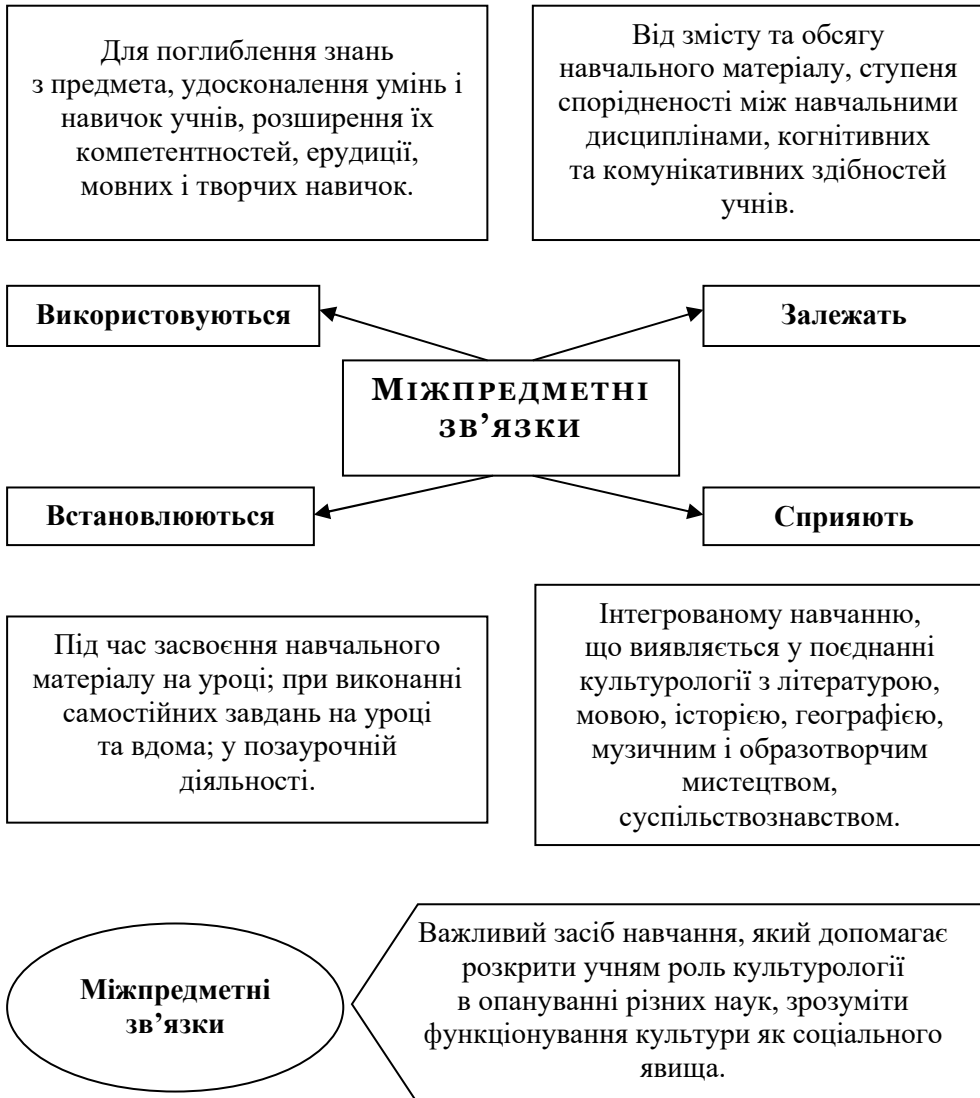 Для поглиблення знань
з предмета, удосконалення умінь і
навичок учнів, розширення їх
компетентностей, ерудиції,
мовних і творчих навичок.
Від змісту та обсягу
навчального матеріалу, ступеня
спорідненості між навчальними
дисциплінами, когнітивних
та комунікативних здібностей
учнів.
Використовуються
Залежать
МІЖПРЕДМЕТНІ
ЗВ’ЯЗКИ
Встановлюються
Сприяють
Під час засвоєння навчального
матеріалу на уроці; при виконанні
самостійних завдань на уроці
та вдома; у позаурочній
діяльності.
Інтегрованому навчанню,
що виявляється у поєднанні
культурології з літературою,
мовою, історією, географією,
музичним і образотворчим
мистецтвом,
суспільствознавством.
Міжпредметні
зв’язки
Важливий засіб навчання, який допомагає
розкрити учням роль культурології
в опануванні різних наук, зрозуміти
функціонування культури як соціального
явища.